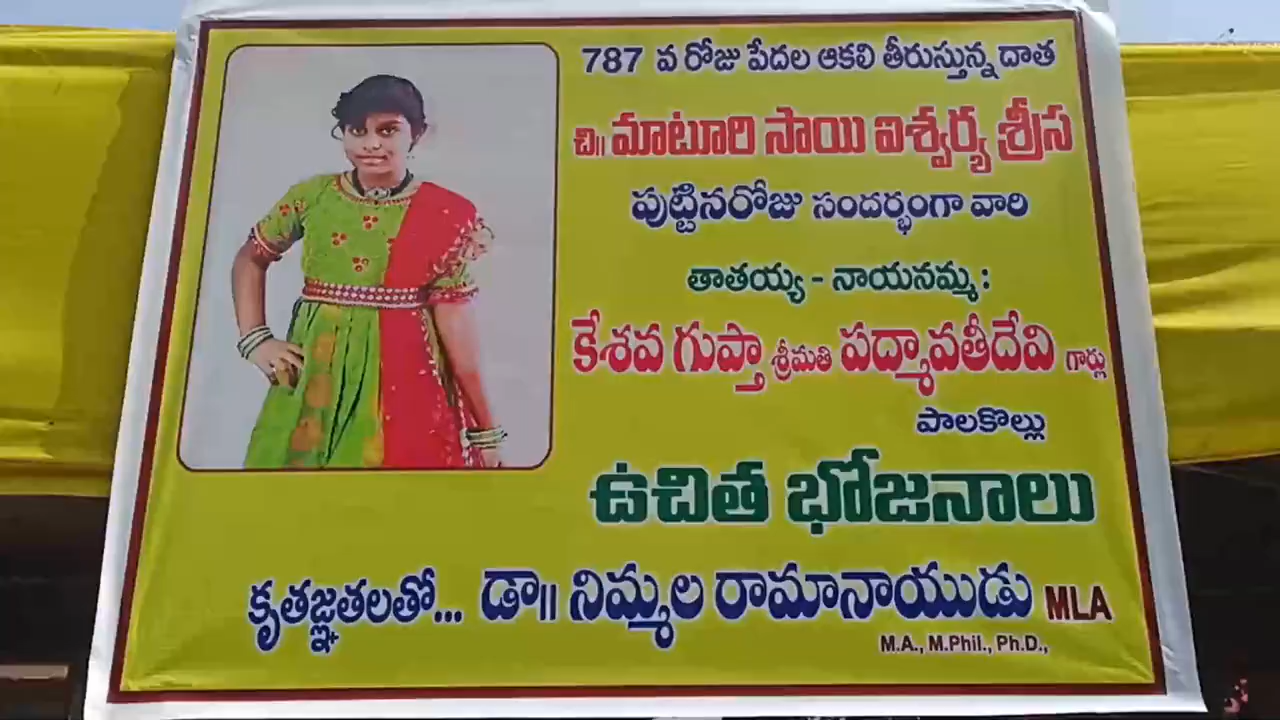 787 వ రోజు పేదల ఆకలి తీరుస్తున్న దాత
చి॥ మాటూరి సాయి ఐశ్వర్య శ్రీస
పుట్టినరోజు సందర్భంగా వారి
తాతయ్య - నాయనమ్మ :
కేశవ గుప్తా శ్రీమతి పద్మావతీదేవి గార్లు
పాలకొల్లు
ఉచిత భోజనాలు
కృతజ్ఞతలతో... డా॥ నిమ్మల రామానాయుడు MLA
M.A., M.Phil., Ph.D.,